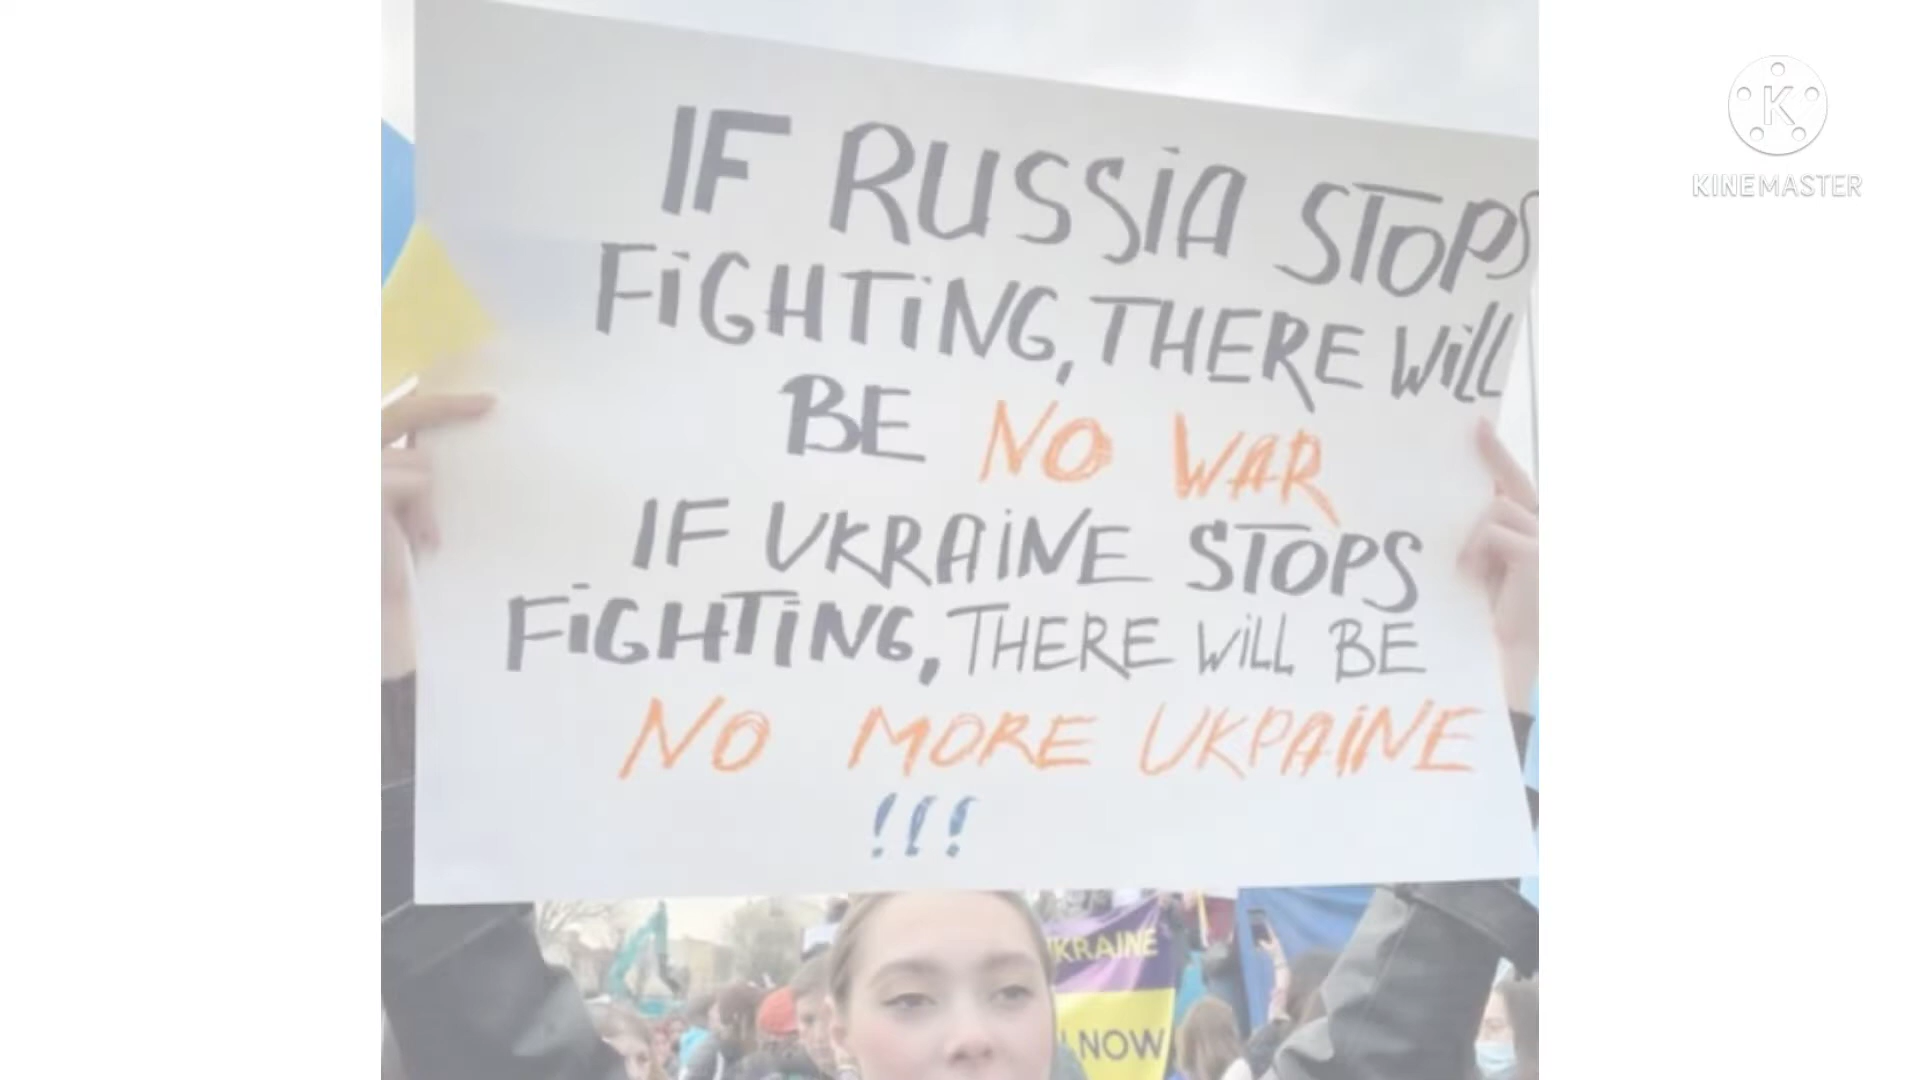 IF RUSSIA STOPS
FiGHTiNG, THERE WiLL
BE NO WAR
IF UKRAiNE STOPS
FiGHTiNG, THERE WiLL BE
NO MORE UKPAiNE
!!!
KRAINE
NOW
K
KINEMASTER